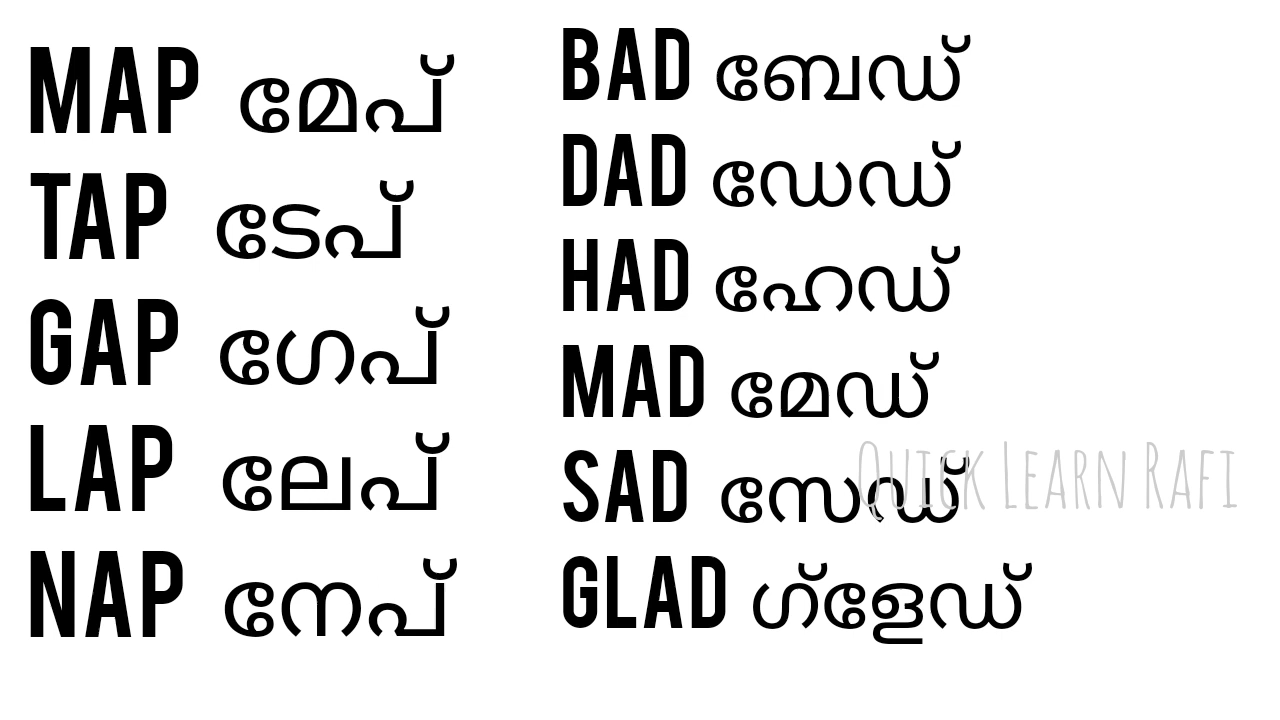 MAP മേപ്
TAP ടേപ്
GAP ഗേപ്
LAP ലേപ്
NAP നേപ്
BAD ബേഡ്
DAD ഡേഡ്
HAD ഹേഡ്
MAD മേഡ്
SAD സേഡ്
GLAD ഗ്ളേഡ്
QUICK LEARN RAFI